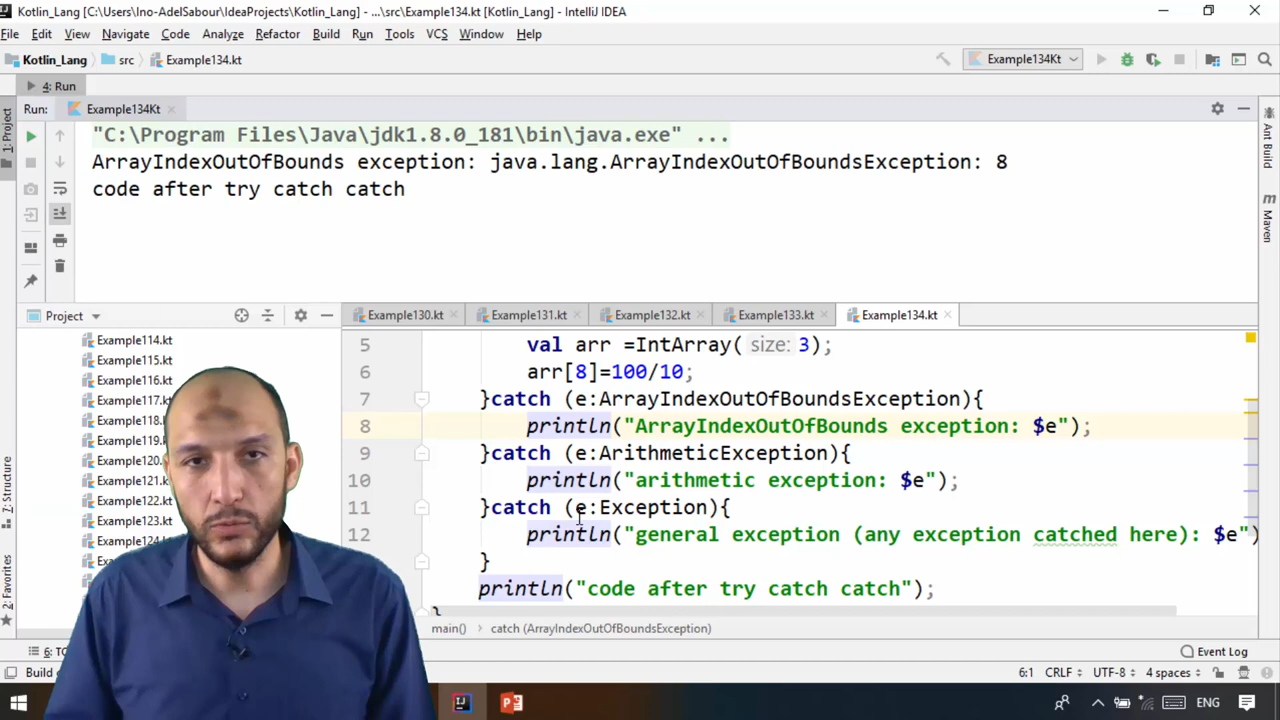 Kotlin_Lang [C:\Users\Ino-AdelSabour\IdeaProjects\Kotlin_Lang] - ...\src\Example134.kt [Kotlin_Lang] - IntelliJ IDEA
File Edit View Navigate Code Analyze Refactor Build Run Tools VCS Window Help
Kotlin_Lang src Example134.kt Example134Kt
4: Run
Run: Example134Kt
"C:\Program Files\Java\jdk1.8.0_181\bin\java.exe" ...
ArrayIndexOutOfBounds exception: java.lang.ArrayIndexOutOfBoundsException: 8
code after try catch catch
1: Project
Ant Build
Maven
Project
Example130.kt Example131.kt Example132.kt Example133.kt Example134.kt
Example114.kt
Example115.kt
Example116.kt
Example117.kt
Example118.kt
Example119.kt
Example120.kt
Example121.kt
Example122.kt
Example123.kt
Example124.kt
7: Structure
2: Favorites
5 val arr =IntArray( size: 3);
6 arr[8]=100/10;
7 }catch (e:ArrayIndexOutOfBoundsException){
8 println("ArrayIndexOutOfBounds exception: $e");
9 }catch (e:ArithmeticException){
10 println("arithmetic exception: $e");
11 }catch (e:Exception){
12 println("general exception (any exception catched here): $e")
}
println("code after try catch catch");
main() catch (ArrayIndexOutOfBoundsException)
6: Event Log
Build 6:1 CRLF UTF-8 4 spaces
ENG